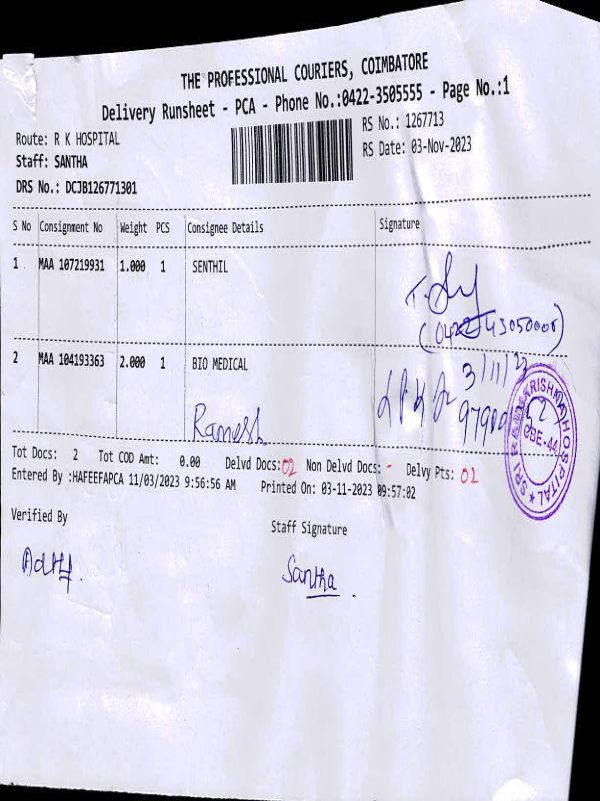 THE PROFESSIONAL COURIERS, COIMBATORE
Delivery Runsheet - PCA - Phone No.:0422-3505555 - Page No.:1
Route: R K HOSPITAL
RS No.: 1267713
Staff: SANTHA
RS Date: 03-Nov-2023
DRS No.: DCJB126771301
S No Consignment No Weight PCS Consignee Details Signature
1 MAA 107219931 1.000 1 SENTHIL
2 MAA 104193363 2.000 1 BIO MEDICAL
3/11/23
Ramesh
SRI RAMAKRISHNA HOSPITAL
Tot Docs: 2 Tot COD Amt: 0.00 Delvd Docs: 02 Non Delvd Docs: - Delvy Pts: 02
Entered By :HAFEEFAPCA 11/03/2023 9:56:56 AM Printed On: 03-11-2023 09:57:02
Verified By
Staff Signature
Santha